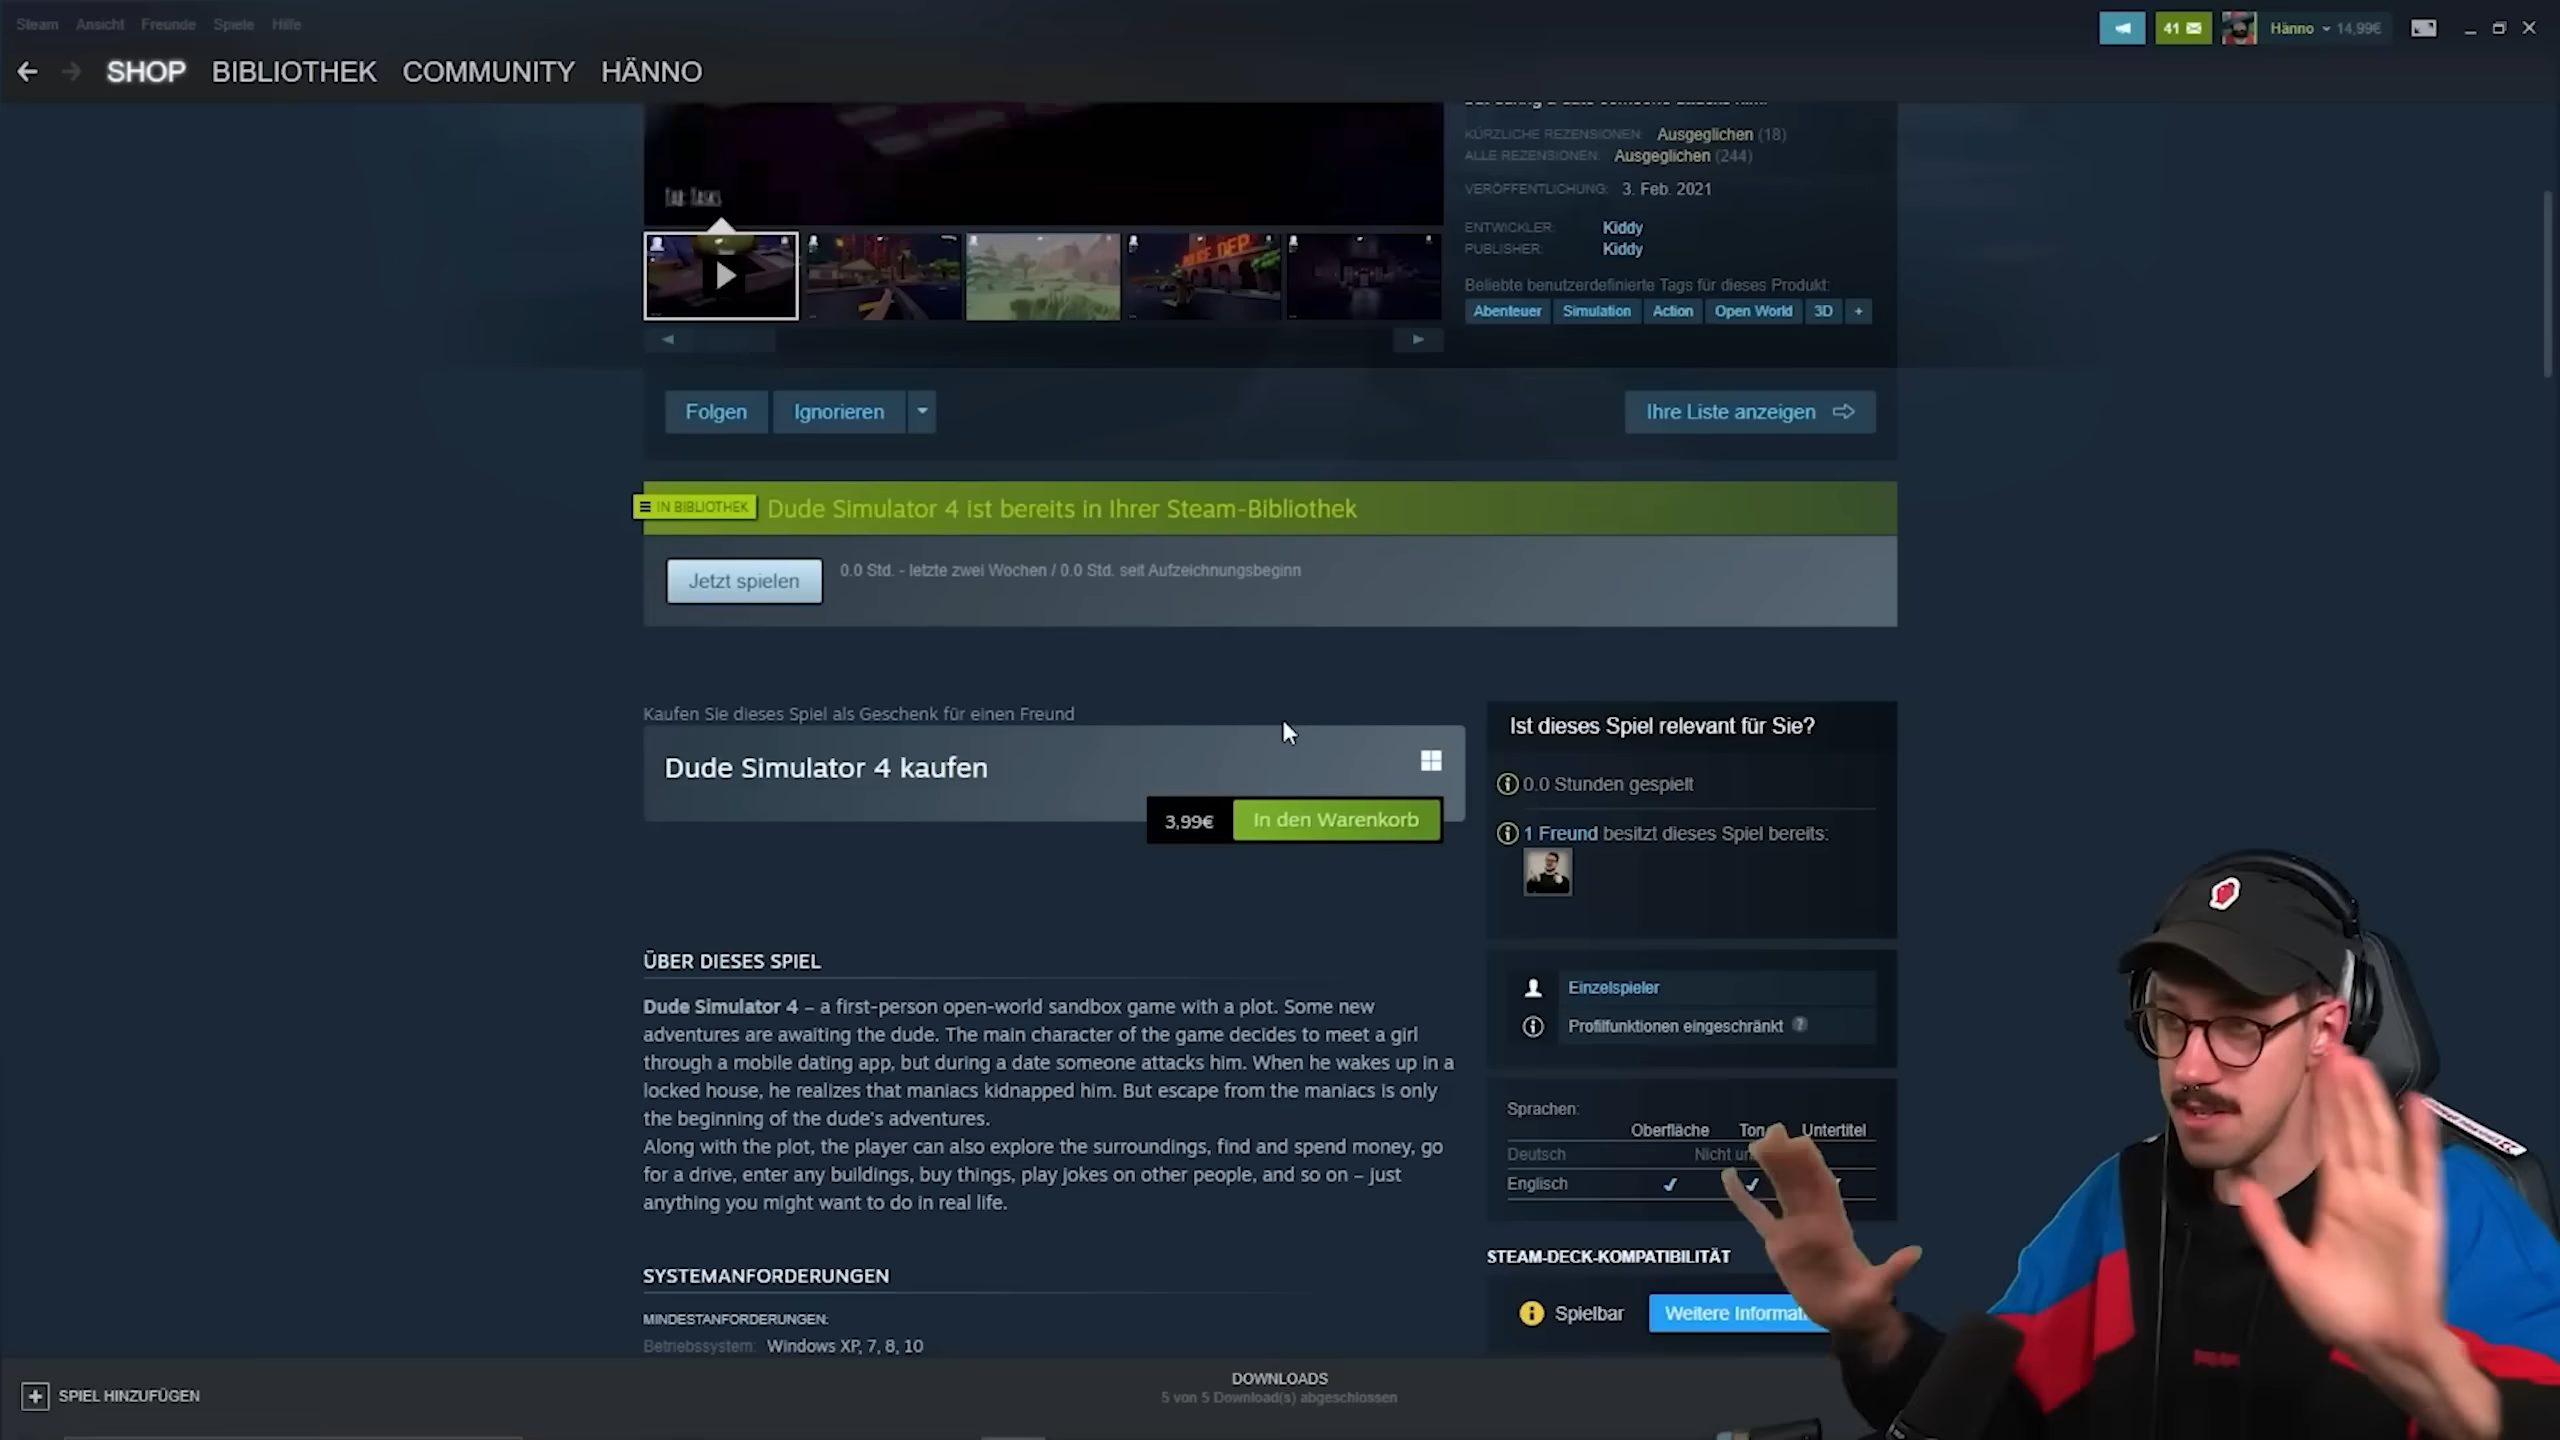 Steam Ansicht Freunde Spiele Hilfe
41
Hänno 14,99€
SHOP BIBLIOTHEK COMMUNITY HÄNNO
KÜRZLICHE REZENSIONEN: Ausgeglichen (18)
ALLE REZENSIONEN: Ausgeglichen (244)
VERÖFFENTLICHUNG: 3. Feb. 2021
ENTWICKLER: Kiddy
PUBLISHER: Kiddy
Beliebte benutzerdefinierte Tags für dieses Produkt:
Abenteuer Simulation Action Open World 3D +
Folgen Ignorieren
Ihre Liste anzeigen
IN BIBLIOTHEK
Dude Simulator 4 ist bereits in Ihrer Steam-Bibliothek
Jetzt spielen
0.0 Std. - letzte zwei Wochen / 0.0 Std. seit Aufzeichnungsbeginn
Kaufen Sie dieses Spiel als Geschenk für einen Freund
Dude Simulator 4 kaufen
3,99€ In den Warenkorb
Ist dieses Spiel relevant für Sie?
0.0 Stunden gespielt
1 Freund besitzt dieses Spiel bereits:
ÜBER DIESES SPIEL
Dude Simulator 4 – a first-person open-world sandbox game with a plot. Some new
adventures are awaiting the dude. The main character of the game decides to meet a girl
through a mobile dating app, but during a date someone attacks him. When he wakes up in a
locked house, he realizes that maniacs kidnapped him. But escape from the maniacs is only
the beginning of the dude's adventures.
Along with the plot, the player can also explore the surroundings, find and spend money, go
for a drive, enter any buildings, buy things, play jokes on other people, and so on – just
anything you might want to do in real life.
Einzelspieler
Profilfunktionen eingeschränkt ?
Sprachen:
Oberfläche Ton Untertitel
Deutsch Nicht
Englisch ✔ ✔
STEAM-DECK-KOMPATIBILITÄT
Spielbar
Weitere
SYSTEMANFORDERUNGEN
MINDESTANFORDERUNGEN:
Betriebssystem: Windows XP, 7, 8, 10
SPIEL HINZUFÜGEN
DOWNLOADS
5 von 5 Download(s) abgeschlossen